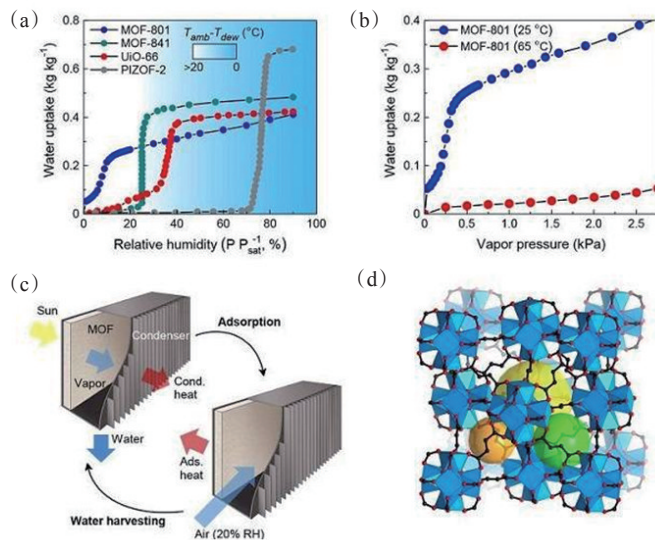 (a)
MOF-801
MOF-841
UiO-66
PIZOF-2
T_amb-T_dew (°C)
>20 0
Water uptake (kg kg⁻¹)
0.8
0.6
0.4
0.2
0
0 20 40 60 80 100
Relative humidity (P P_sat⁻¹, %)
(b)
MOF-801 (25 °C)
MOF-801 (65 °C)
Water uptake (kg kg⁻¹)
0.4
0.3
0.2
0.1
0
0 0.5 1.0 1.5 2.0 2.5
Vapor pressure (kPa)
(c)
Sun
MOF
Condenser
Vapor
Cond.
heat
Water
Adsorption
Ads.
heat
Water harvesting
Air (20% RH)
(d)